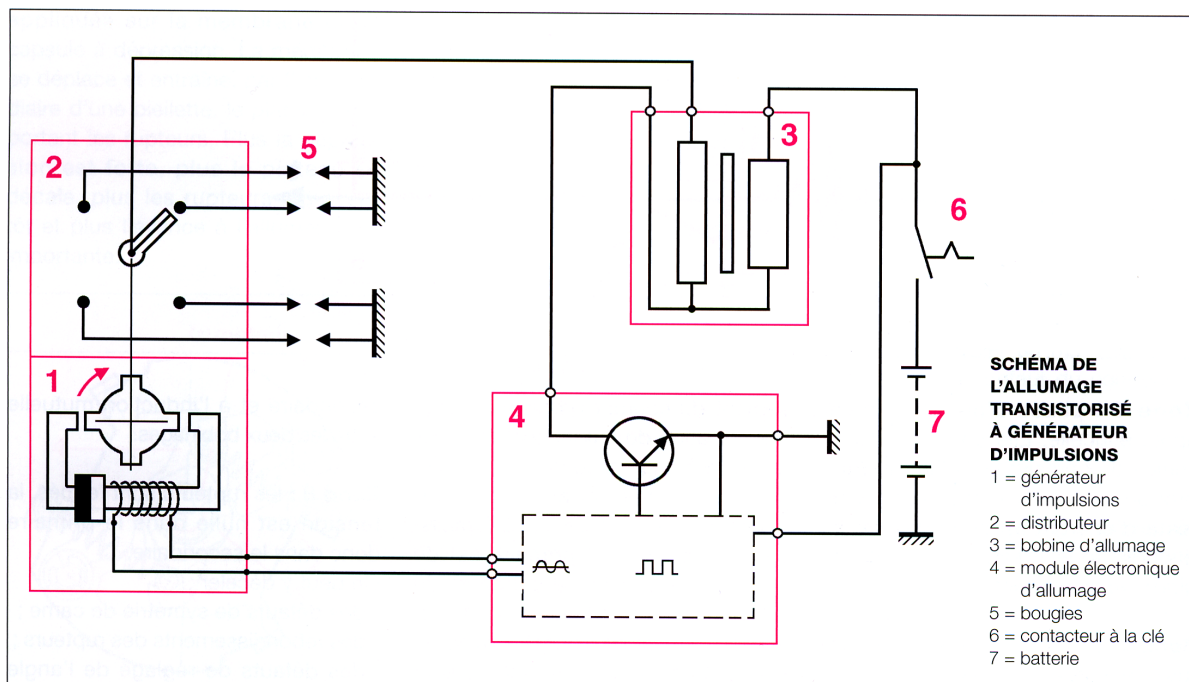 2
5
3
6
1
4
7
SCHÉMA DE
L'ALLUMAGE
TRANSISTORISÉ
À GÉNÉRATEUR
D'IMPULSIONS
1 = générateur
d'impulsions
2 = distributeur
3 = bobine d'allumage
4 = module électronique
d'allumage
5 = bougies
6 = contacteur à la clé
7 = batterie